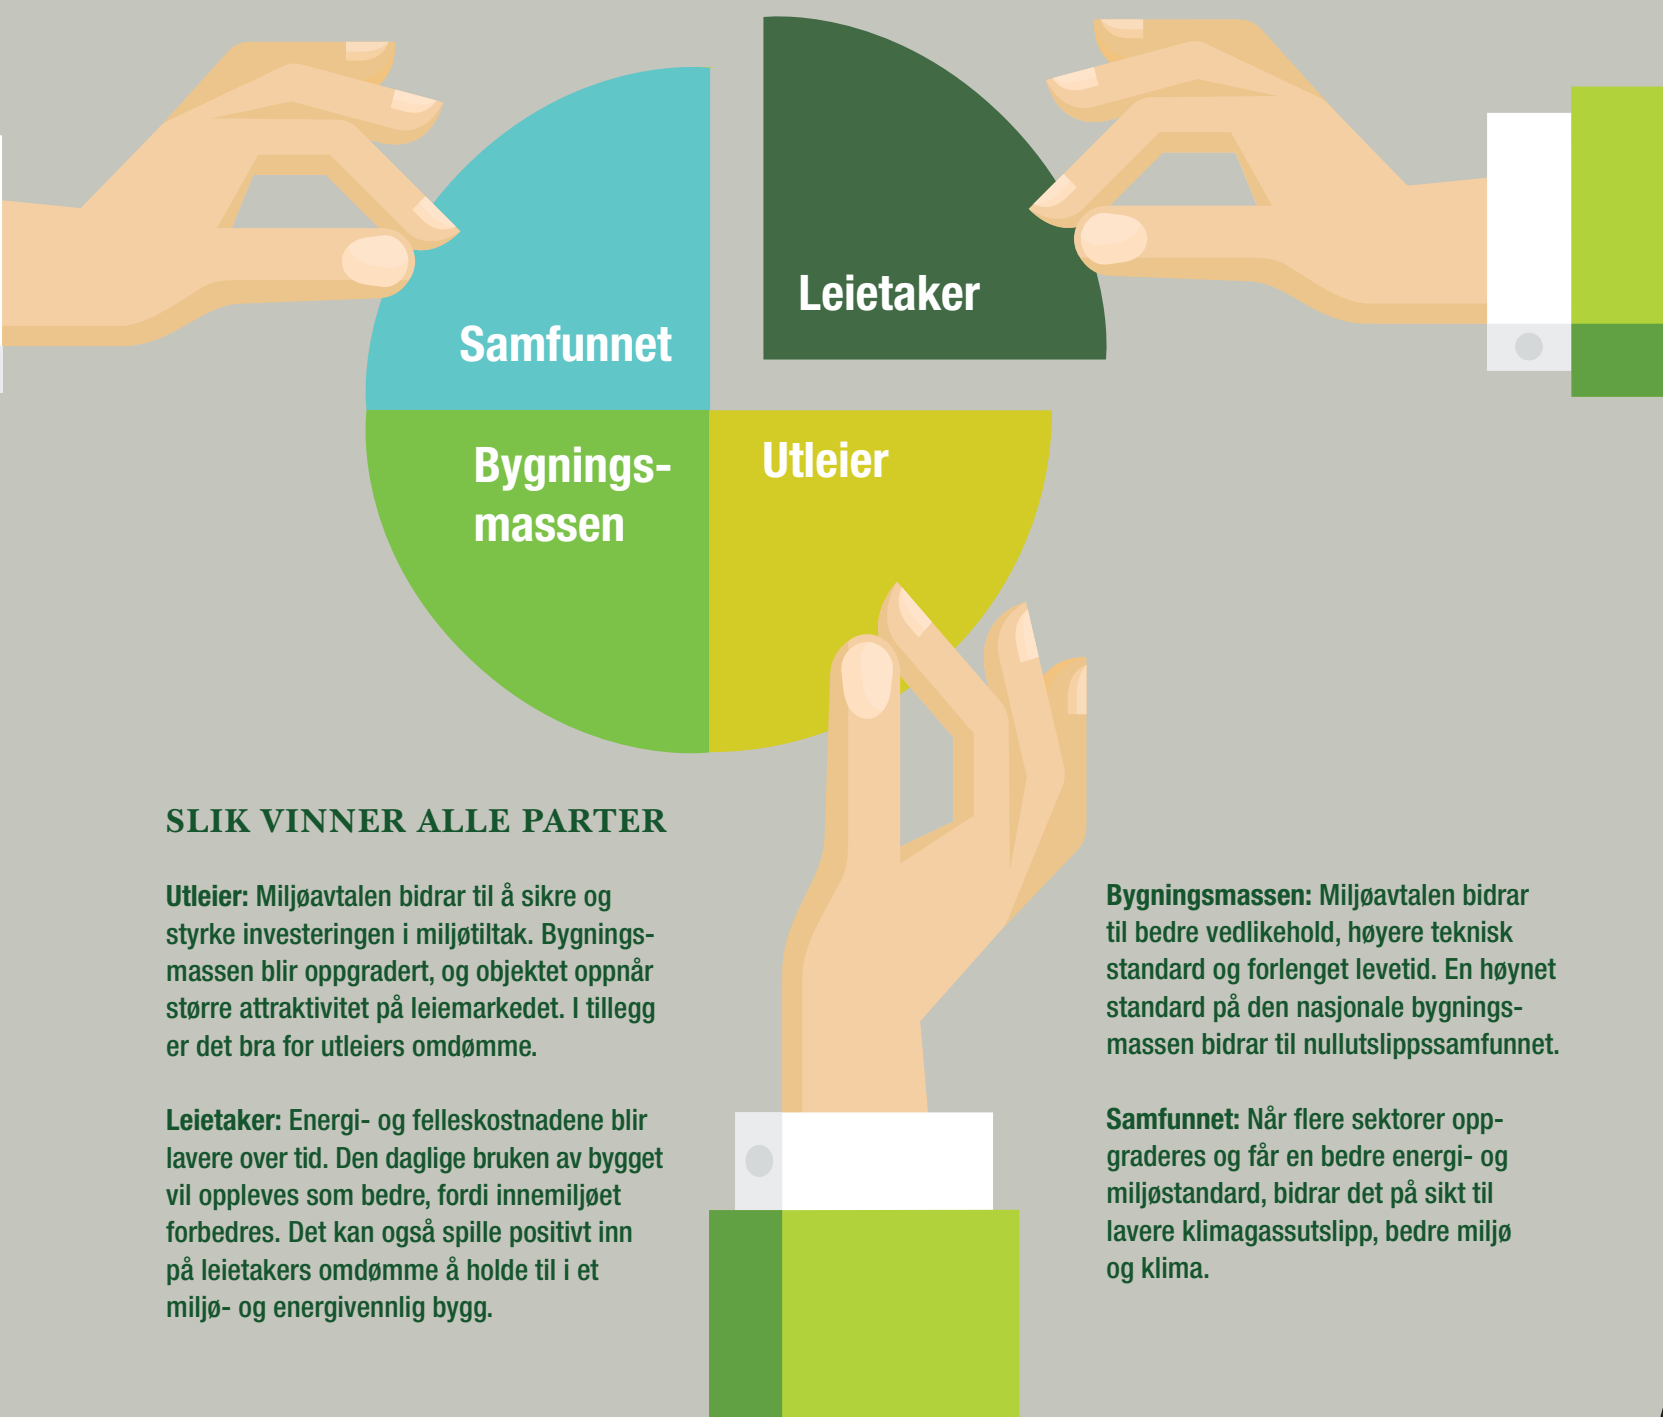 Leietaker
Samfunnet
Bygnings-
massen
Utleier
SLIK VINNER ALLE PARTER
Utleier: Miljøavtalen bidrar til å sikre og
styrke investeringen i miljøtiltak. Bygnings-
massen blir oppgradert, og objektet oppnår
større attraktivitet på leiemarkedet. I tillegg
er det bra for utleiers omdømme.
Leietaker: Energi- og felleskostnadene blir
lavere over tid. Den daglige bruken av bygget
vil oppleves som bedre, fordi innemiljøet
forbedres. Det kan også spille positivt inn
på leietakers omdømme å holde til i et
miljø- og energivennlig bygg.
Bygningsmassen: Miljøavtalen bidrar
til bedre vedlikehold, høyere teknisk
standard og forlenget levetid. En høynet
standard på den nasjonale bygnings-
massen bidrar til nullutslippssamfunnet.
Samfunnet: Når flere sektorer opp-
graderes og får en bedre energi- og
miljøstandard, bidrar det på sikt til
lavere klimagassutslipp, bedre miljø
og klima.